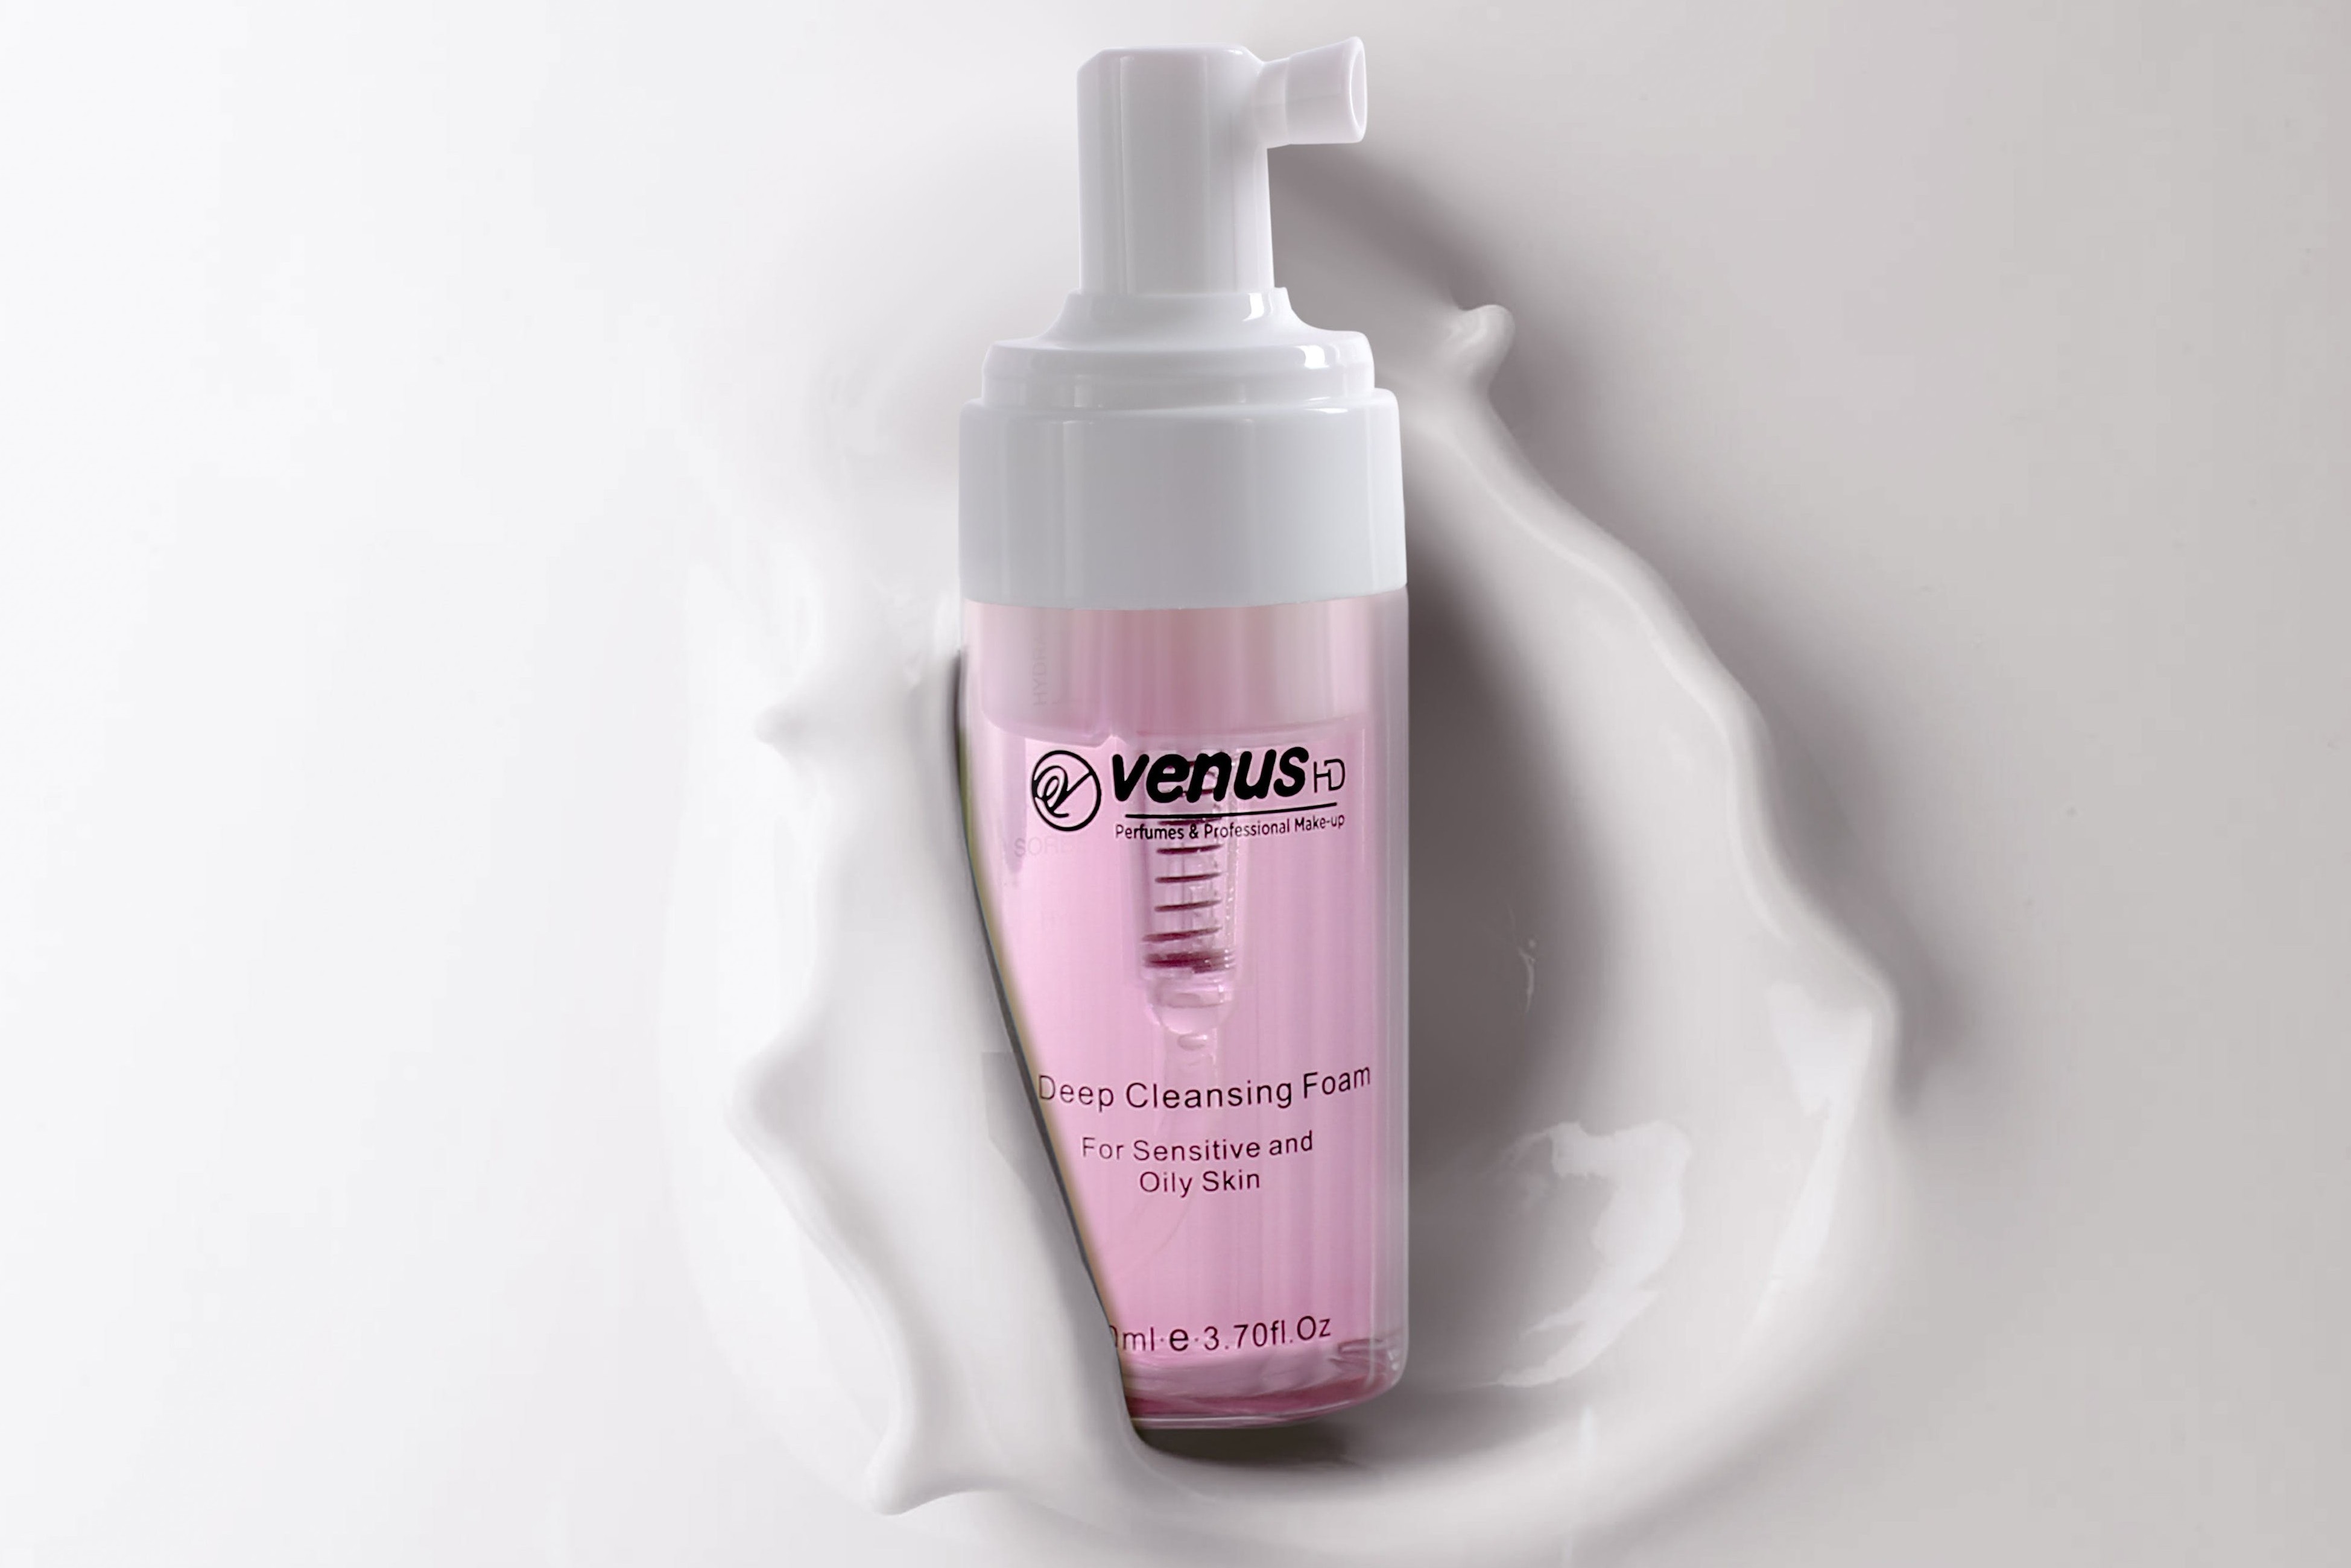 venus HD
Perfumes & Professional Make-up
Deep Cleansing Foam
For Sensitive and
Oily Skin
ml e 3.70fl.Oz